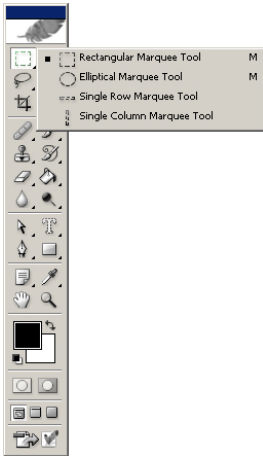 Rectangular Marquee Tool M
Elliptical Marquee Tool M
Single Row Marquee Tool
Single Column Marquee Tool